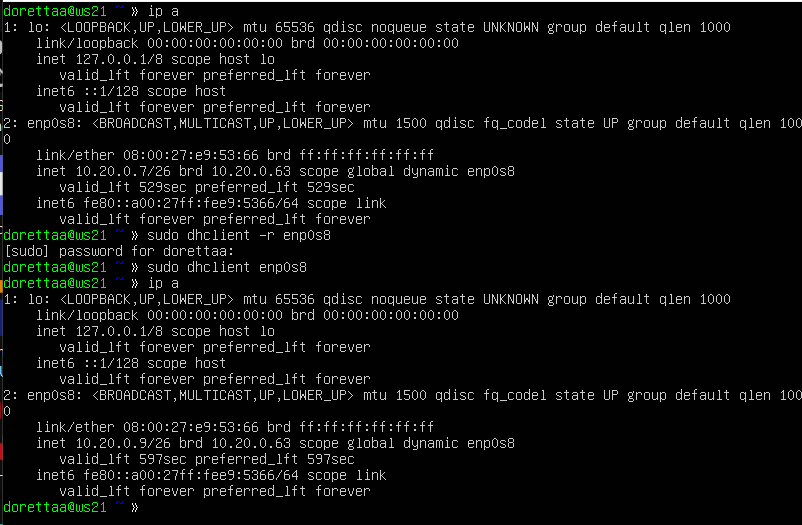 dorettaa@ws21 ~ » ip a
1: lo: <LOOPBACK,UP,LOWER_UP> mtu 65536 qdisc noqueue state UNKNOWN group default qlen 1000
    link/loopback 00:00:00:00:00:00 brd 00:00:00:00:00:00
    inet 127.0.0.1/8 scope host lo
       valid_lft forever preferred_lft forever
    inet6 ::1/128 scope host
       valid_lft forever preferred_lft forever
2: enp0s8: <BROADCAST,MULTICAST,UP,LOWER_UP> mtu 1500 qdisc fq_codel state UP group default qlen 100
0
    link/ether 08:00:27:e9:53:66 brd ff:ff:ff:ff:ff:ff
    inet 10.20.0.7/26 brd 10.20.0.63 scope global dynamic enp0s8
       valid_lft 529sec preferred_lft 529sec
    inet6 fe80::a00:27ff:fee9:5366/64 scope link
       valid_lft forever preferred_lft forever
dorettaa@ws21 ~ » sudo dhclient -r enp0s8
[sudo] password for dorettaa:
dorettaa@ws21 ~ » sudo dhclient enp0s8
dorettaa@ws21 ~ » ip a
1: lo: <LOOPBACK,UP,LOWER_UP> mtu 65536 qdisc noqueue state UNKNOWN group default qlen 1000
    link/loopback 00:00:00:00:00:00 brd 00:00:00:00:00:00
    inet 127.0.0.1/8 scope host lo
       valid_lft forever preferred_lft forever
    inet6 ::1/128 scope host
       valid_lft forever preferred_lft forever
2: enp0s8: <BROADCAST,MULTICAST,UP,LOWER_UP> mtu 1500 qdisc fq_codel state UP group default qlen 100
0
    link/ether 08:00:27:e9:53:66 brd ff:ff:ff:ff:ff:ff
    inet 10.20.0.9/26 brd 10.20.0.63 scope global dynamic enp0s8
       valid_lft 597sec preferred_lft 597sec
    inet6 fe80::a00:27ff:fee9:5366/64 scope link
       valid_lft forever preferred_lft forever
dorettaa@ws21 ~ »